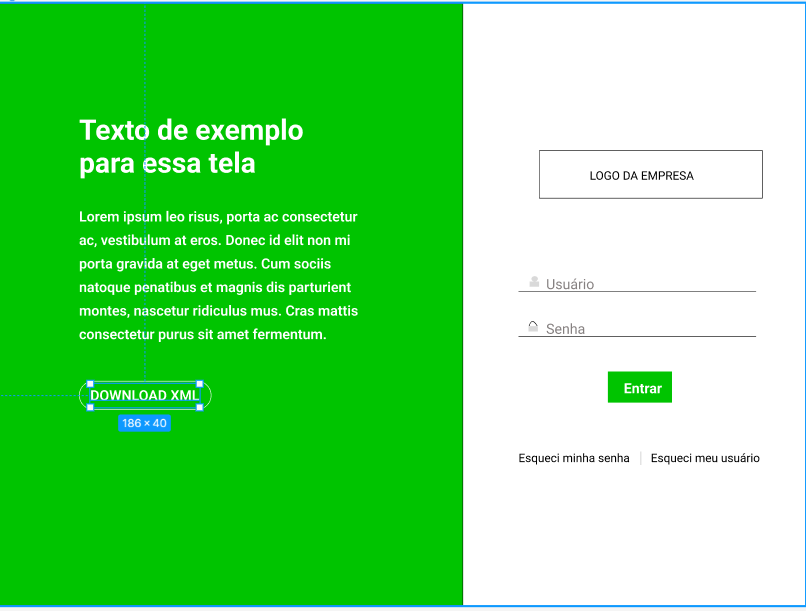 Texto de exemplo
para essa tela
Lorem ipsum leo risus, porta ac consectetur
ac, vestibulum at eros. Donec id elit non mi
porta gravida at eget metus. Cum sociis
natoque penatibus et magnis dis parturient
montes, nascetur ridiculus mus. Cras mattis
consectetur purus sit amet fermentum.
DOWNLOAD XML
186 × 40
LOGO DA EMPRESA
Usuário
Senha
Entrar
Esqueci minha senha
Esqueci meu usuário